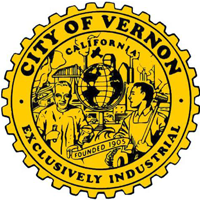 CITY OF VERNON
CALIFORNIA
FOUNDED 1905
EXCLUSIVELY INDUSTRIAL